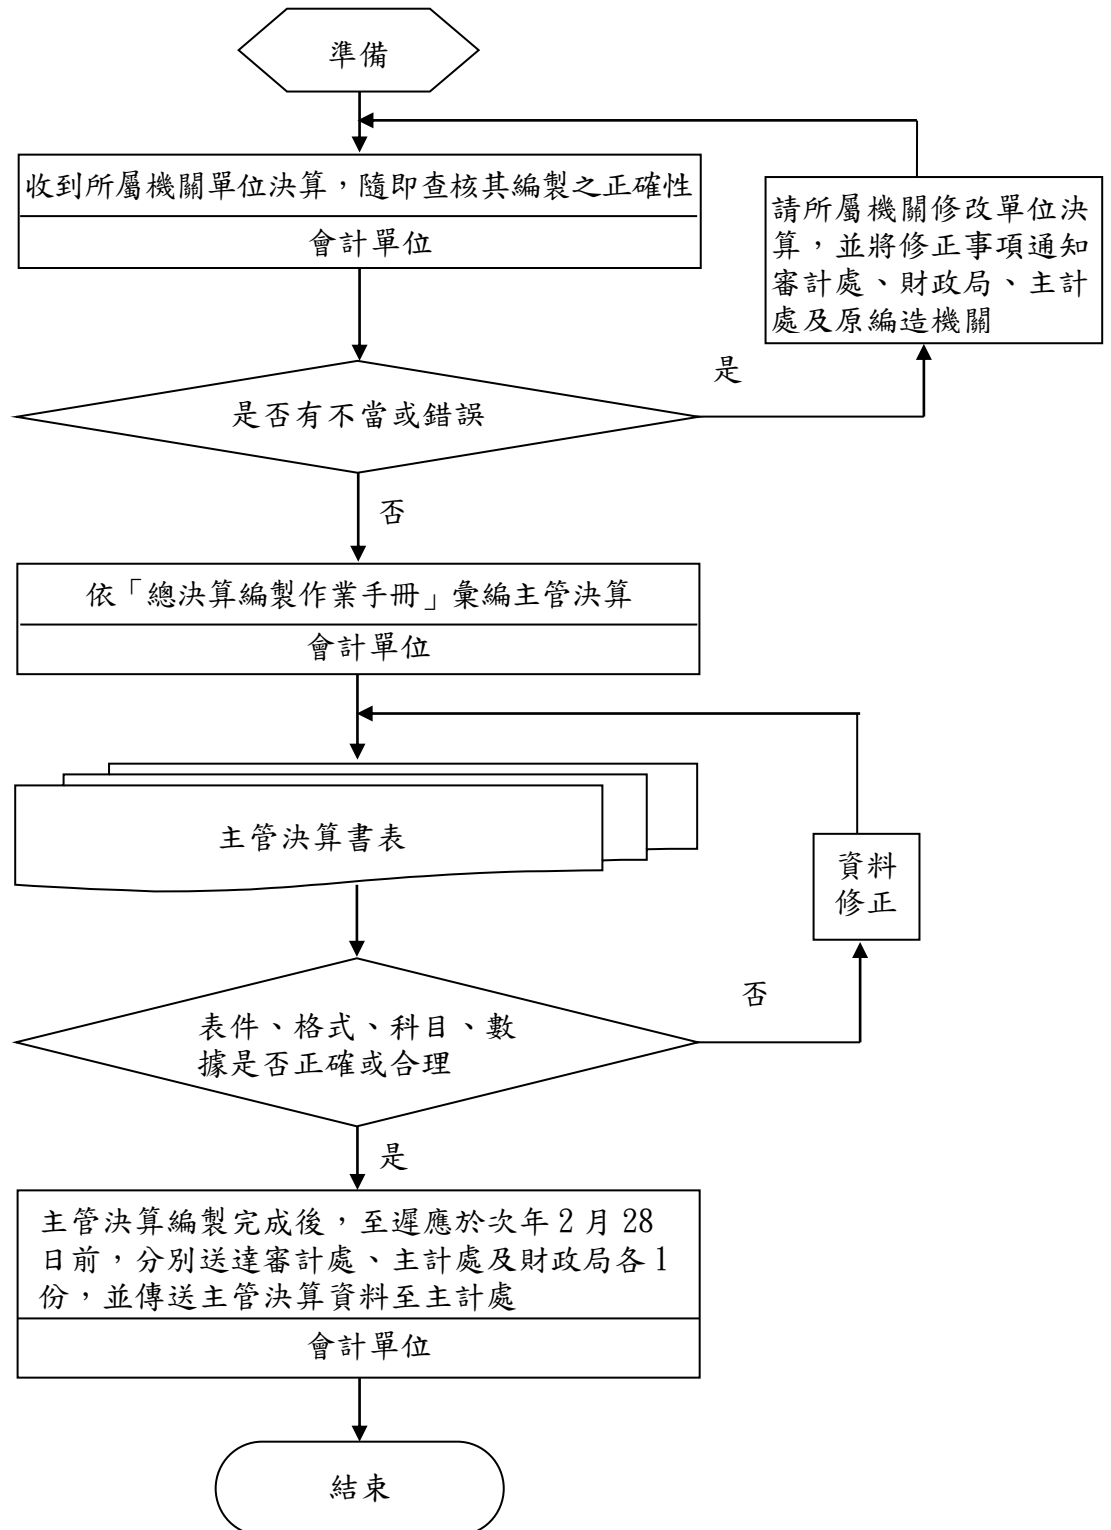 準備
收到所屬機關單位決算，隨即查核其編製之正確性
會計單位
請所屬機關修改單位決
算，並將修正事項通知
審計處、財政局、主計
處及原編造機關
是
是否有不當或錯誤
否
依「總決算編製作業手冊」彙編主管決算
會計單位
主管決算書表
資料
修正
否
表件、格式、科目、數
據是否正確或合理
是
主管決算編製完成後，至遲應於次年 2 月 28
日前，分別送達審計處、主計處及財政局各 1
份，並傳送主管決算資料至主計處
會計單位
結束